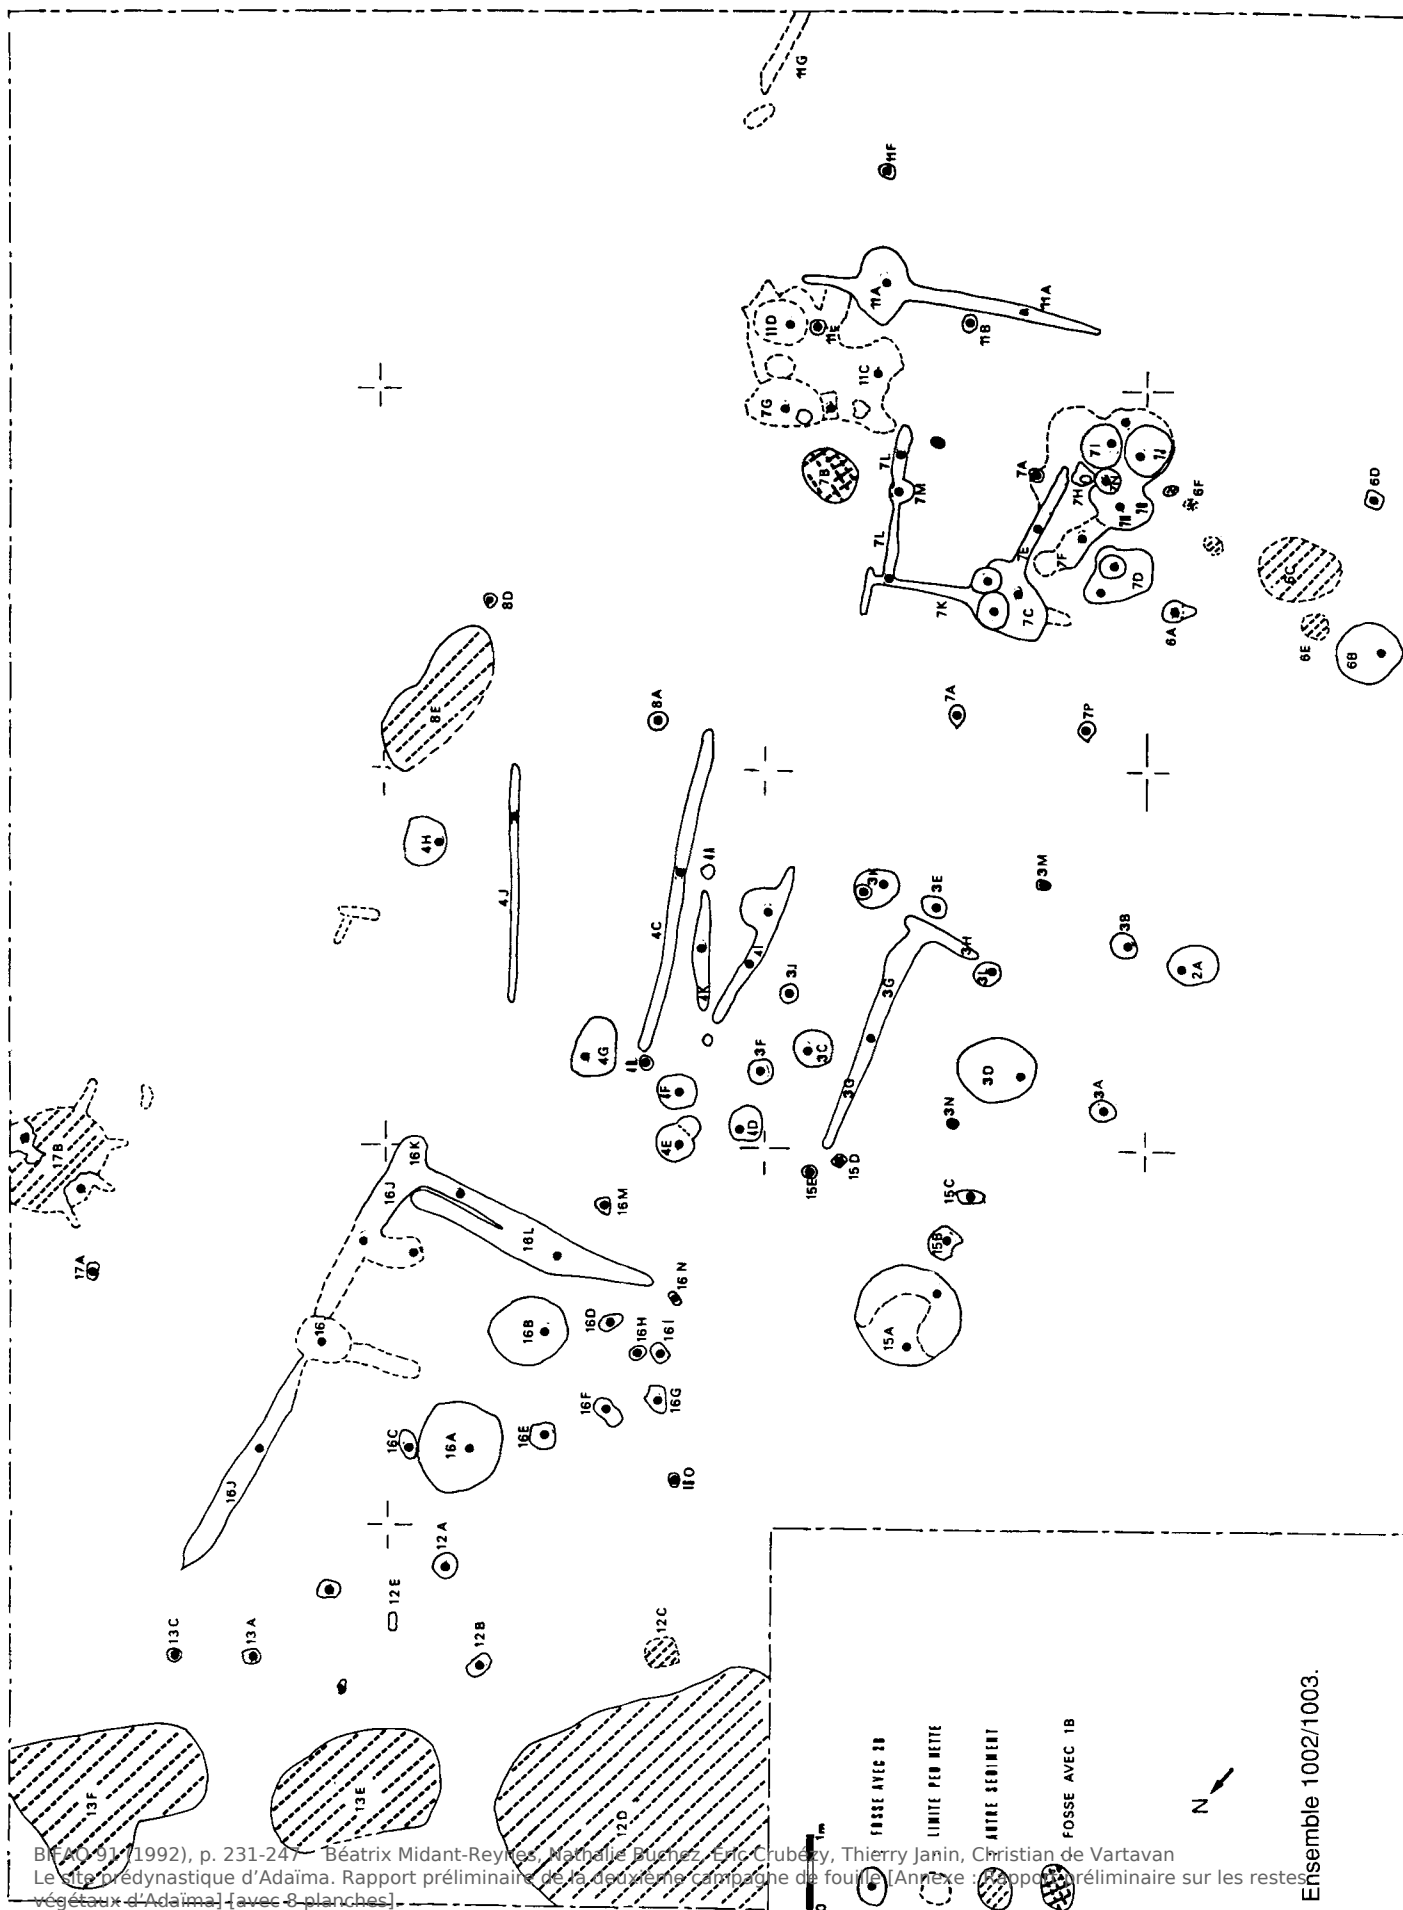 11G
11F
11A
11A
11B
11D
11E
11C
7G
7B
7L
7M
7L
7K
7A
7H
7I
7J
7N
7E
7F
7D
7C
6F
6D
6C
6A
6E
6B
8D
8E
8A
7A
7P
4H
4J
4C
4K
4I
3K
3E
3M
3H
3L
3B
2A
3J
3G
3G
4G
3F
3C
3D
3A
3N
4F
4E
4D
15E
15D
15C
15B
15A
17B
17A
16K
16J
16L
16M
16N
16B
16D
16H
16I
16F
16G
16C
16A
16E
16J
12A
12E
13C
13A
12B
12C
13F
13E
12D
0 1m
FOSSE AVEC 2B
LIMITE PEU NETTE
AUTRE SEDIMENT
FOSSE AVEC 1B
N
Ensemble 1002/1003.
BIFAO 91 (1992), p. 231-247 Béatrix Midant-Reynes, Nathalie Buchez, Éric Crubézy, Thierry Janin, Christian de Vartavan
Le site prédynastique d'Adaïma. Rapport préliminaire de la deuxième campagne de fouille [Annexe : Rapport préliminaire sur les restes
végétaux d'Adaïma] [avec 8 planches].